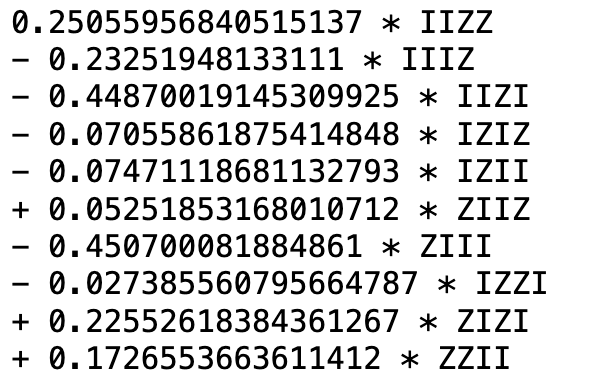 0.25055956840515137 * IIZZ
- 0.23251948133111 * IIIZ
- 0.44870019145309925 * IIZI
- 0.07055861875414848 * IZIZ
- 0.07471118681132793 * IZII
+ 0.05251853168010712 * ZIIZ
- 0.450700081884861 * ZIII
- 0.027385560795664787 * IZZI
+ 0.22552618384361267 * ZIZI
+ 0.1726553663611412 * ZZII